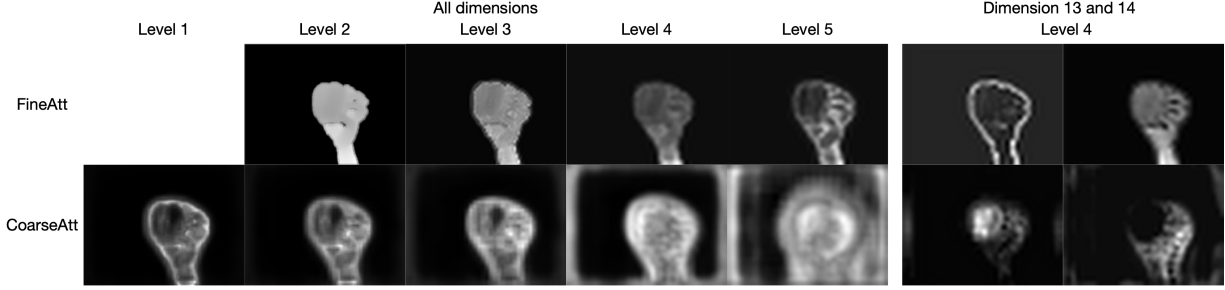 All dimensions
Dimension 13 and 14
Level 1
Level 2
Level 3
Level 4
Level 5
Level 4
FineAtt
CoarseAtt